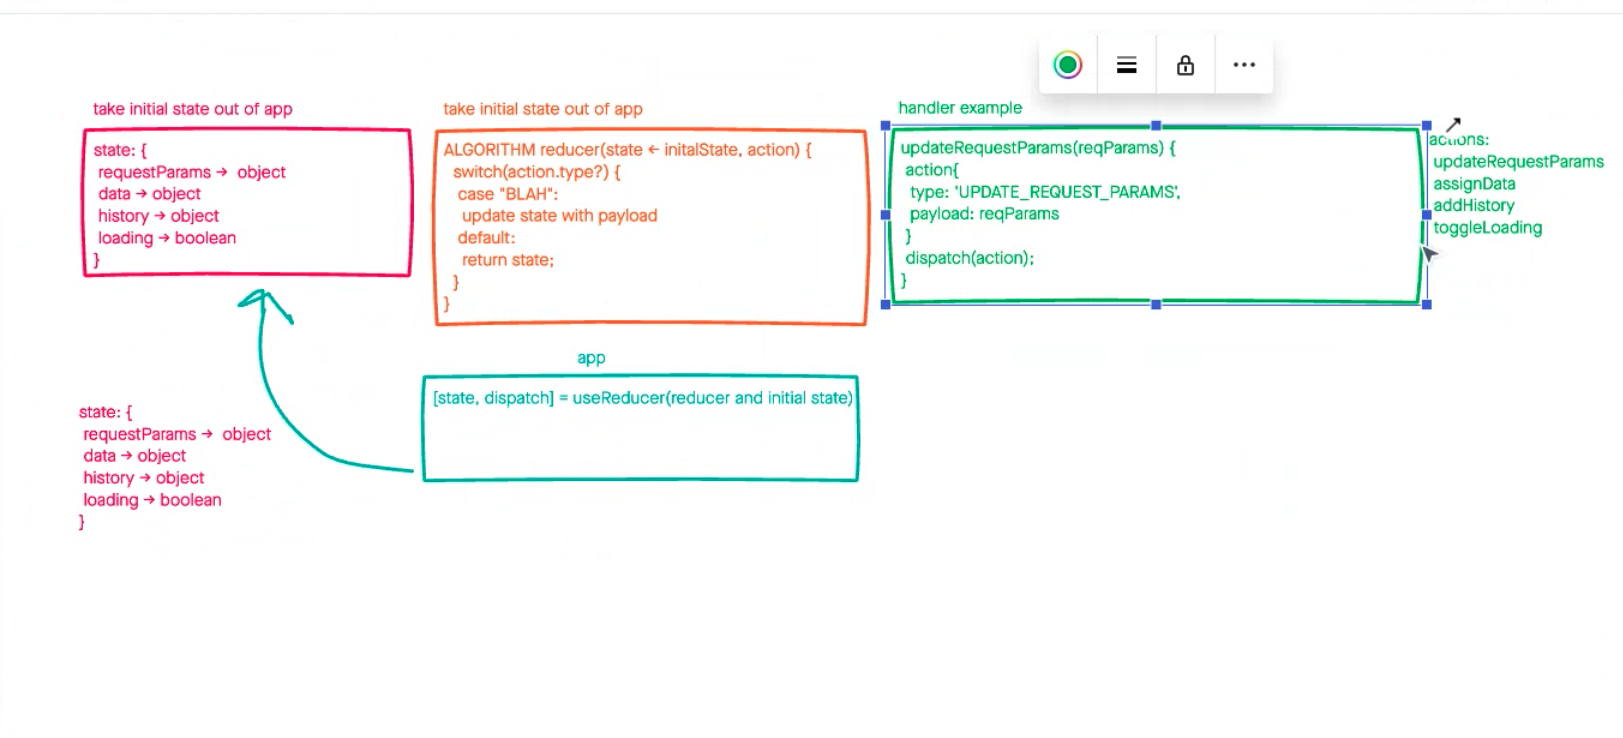 take initial state out of app
state: {
requestParams → object
data → object
history → object
loading → boolean
}
take initial state out of app
ALGORITHM reducer(state ← initalState, action) {
switch(action.type?) {
case "BLAH":
update state with payload
default:
return state;
}
}
handler example
updateRequestParams(reqParams) {
action{
type: 'UPDATE_REQUEST_PARAMS',
payload: reqParams
}
dispatch(action);
}
actions:
updateRequestParams
assignData
addHistory
toggleLoading
app
[state, dispatch] = useReducer(reducer and initial state)
state: {
requestParams → object
data → object
history → object
loading → boolean
}